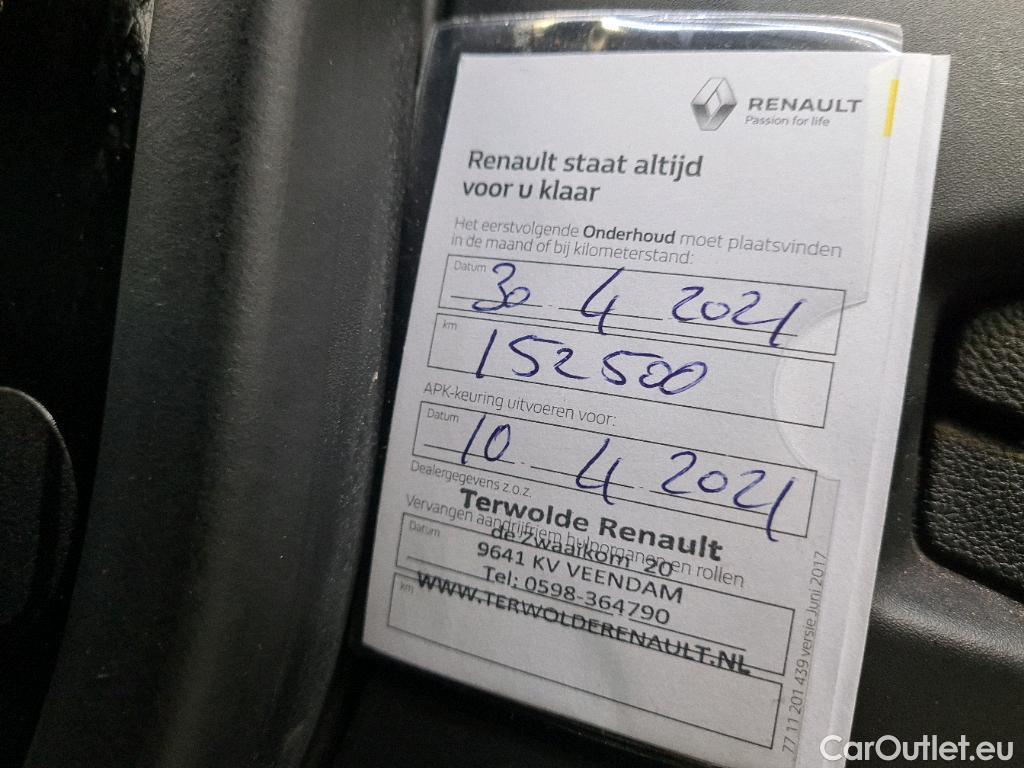 RENAULT
Passion for life
Renault staat altijd
voor u klaar
Het eerstvolgende Onderhoud moet plaatsvinden
in de maand of bij kilometerstand:
Datum 30 4 2021
km 152500
APK-keuring uitvoeren voor:
Datum 10 4 2021
Dealergegevens z.o.z.
Terwolde Renault
Vervangen aandrijfriem hulporganen en rollen
de Zwaaikom 20
Datum
9641 KV VEENDAM
Tel: 0598-364790
km
WWW.TERWOLDERENAULT.NL
77 11 201 439 versie Juni 2017
CarOutlet.eu